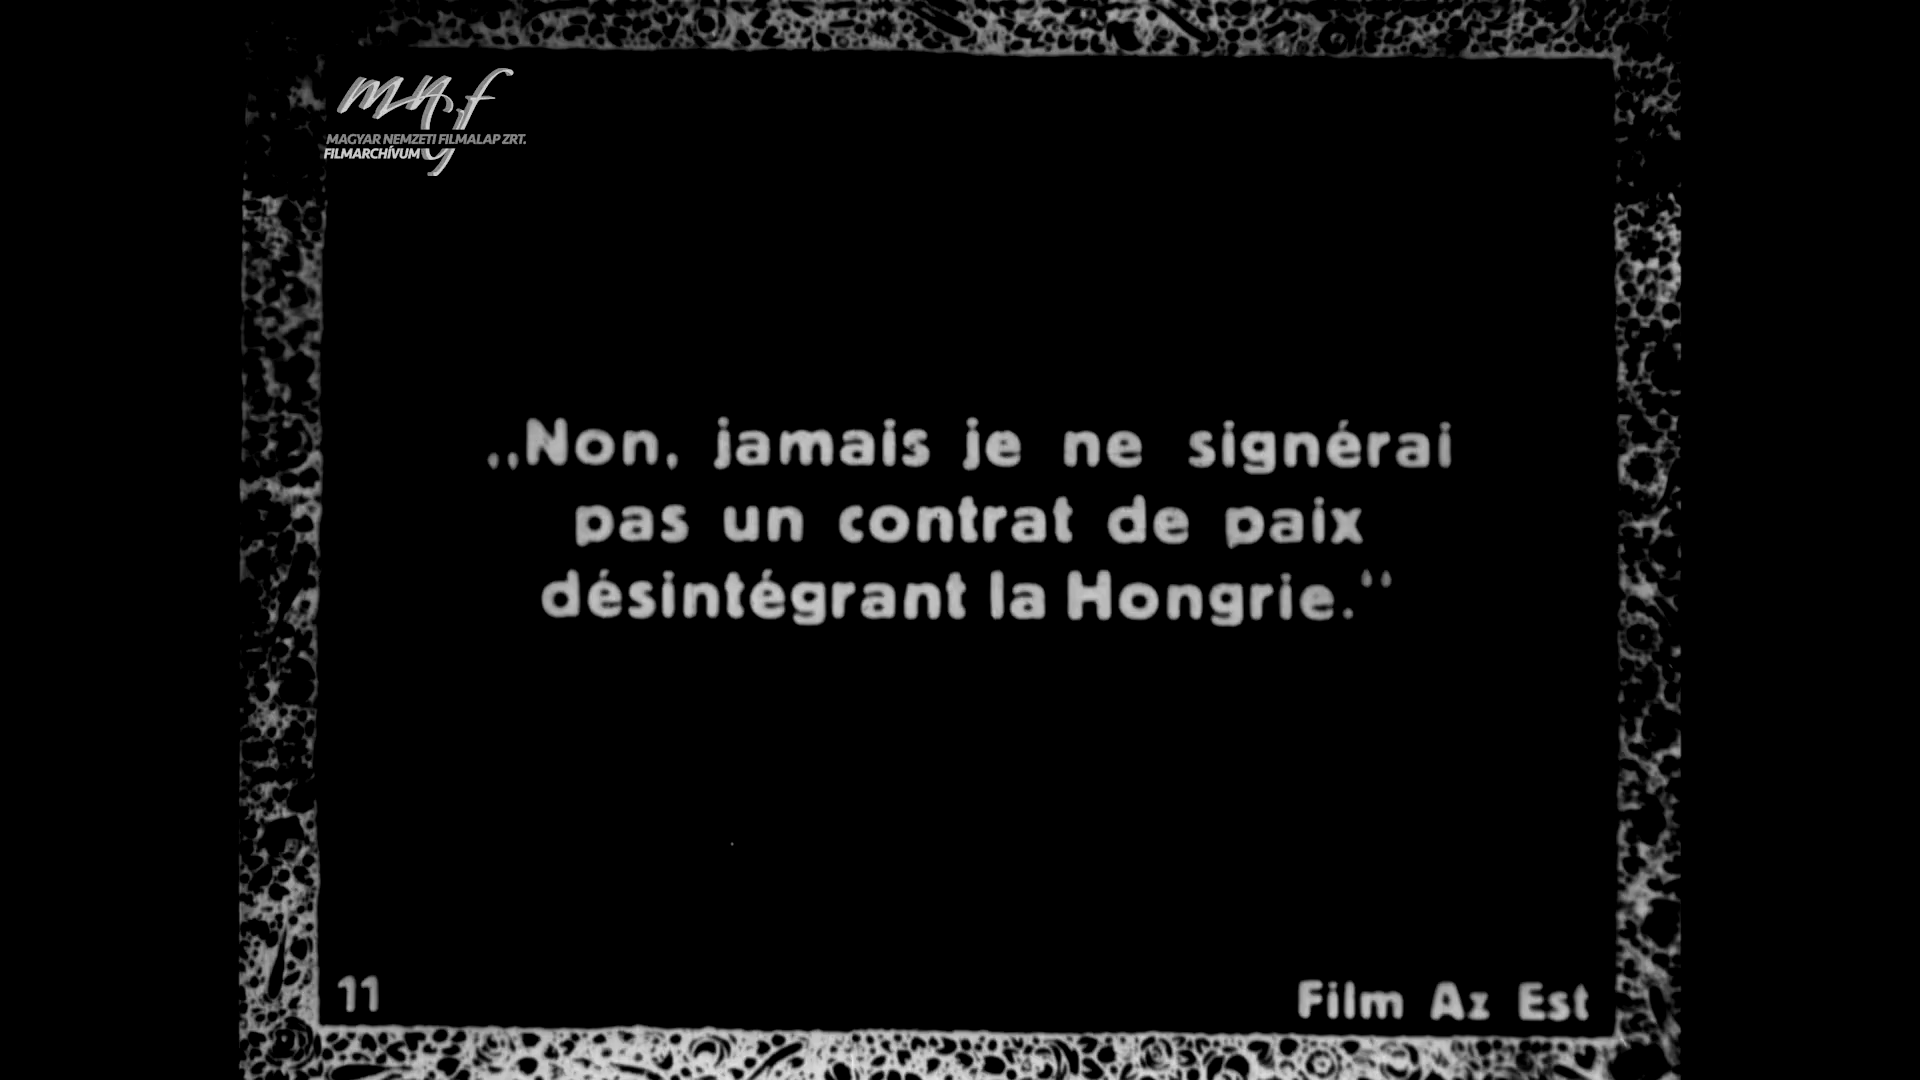 mnf
MAGYAR NEMZETI FILMALAP ZRT.
FILMARCHÍVUM
„Non, jamais je ne signérai
pas un contrat de paix
désintégrant la Hongrie."
11
Film Az Est